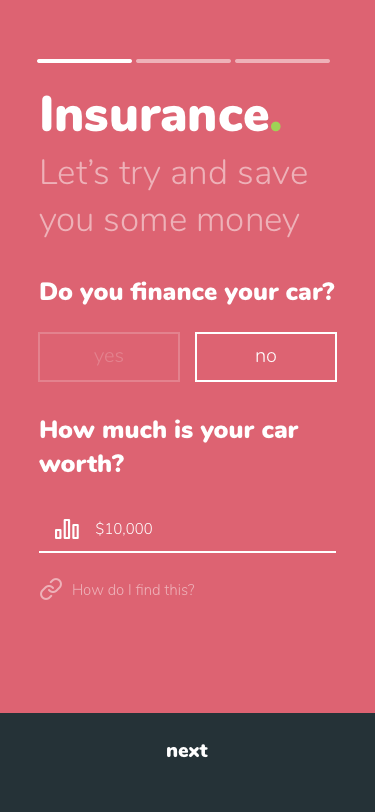 Insurance.
Let's try and save
you some money
Do you finance your car?
yes
no
How much is your car
worth?
$10,000
How do I find this?
next